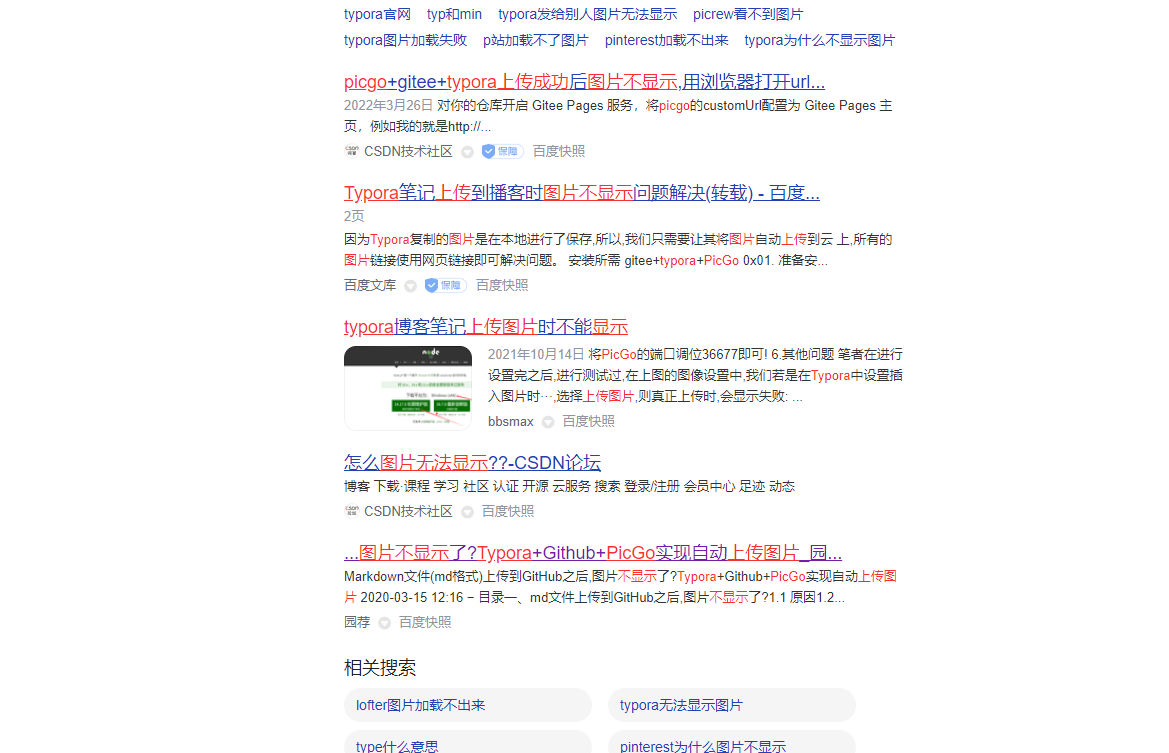 typora官网 typ和min typora发给别人图片无法显示 picrew看不到图片
typora图片加载失败 p站加载不了图片 pinterest加载不出来 typora为什么不显示图片
picgo+gitee+typora上传成功后图片不显示,用浏览器打开url...
2022年3月26日 对你的仓库开启 Gitee Pages 服务，将picgo的customUrl配置为 Gitee Pages 主
页，例如我的就是http://...
CSDN技术社区 保障 百度快照
Typora笔记上传到播客时图片不显示问题解决(转载) - 百度...
2页
因为Typora复制的图片是在本地进行了保存,所以,我们只需要让其将图片自动上传到云 上,所有的
图片链接使用网页链接即可解决问题。 安装所需 gitee+typora+PicGo 0x01. 准备安...
百度文库 保障 百度快照
typora博客笔记上传图片时不能显示
node
2021年10月14日 将PicGo的端口调位36677即可! 6.其他问题 笔者在进行
设置完之后,进行测试过,在上图的图像设置中,我们若是在Typora中设置插
入图片时…,选择上传图片,则真正上传时,会显示失败: ...
bbsmax 百度快照
怎么图片无法显示??-CSDN论坛
博客 下载·课程 学习 社区 认证 开源 云服务 搜索 登录/注册 会员中心 足迹 动态
CSDN技术社区 百度快照
...图片不显示了?Typora+Github+PicGo实现自动上传图片_园...
Markdown文件(md格式)上传到GitHub之后,图片不显示了?Typora+Github+PicGo实现自动上传图
片 2020-03-15 12:16 − 目录一、md文件上传到GitHub之后,图片不显示了?1.1 原因1.2...
园荐 百度快照
相关搜索
lofter图片加载不出来 typora无法显示图片
type什么意思 pinterest为什么图片不显示